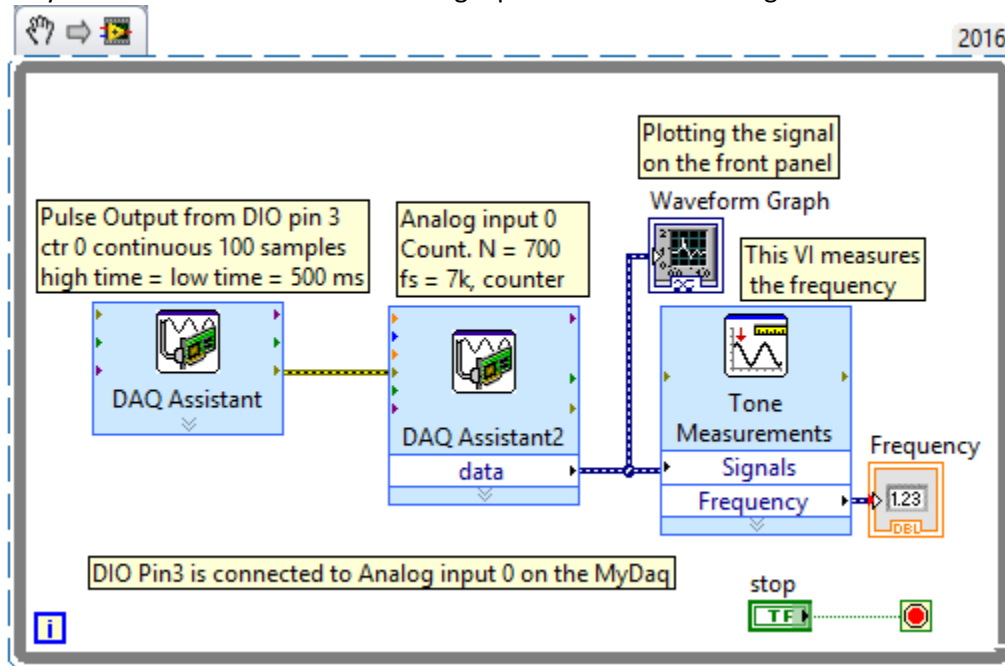 2016
Plotting the signal
on the front panel
Waveform Graph
Pulse Output from DIO pin 3
ctr 0 continuous 100 samples
high time = low time = 500 ms
Analog input 0
Count. N = 700
fs = 7k, counter
This VI measures
the frequency
DAQ Assistant
DAQ Assistant2
data
Tone
Measurements
Signals
Frequency
Frequency
1.23
DBL
DIO Pin3 is connected to Analog input 0 on the MyDaq
stop
TF
i